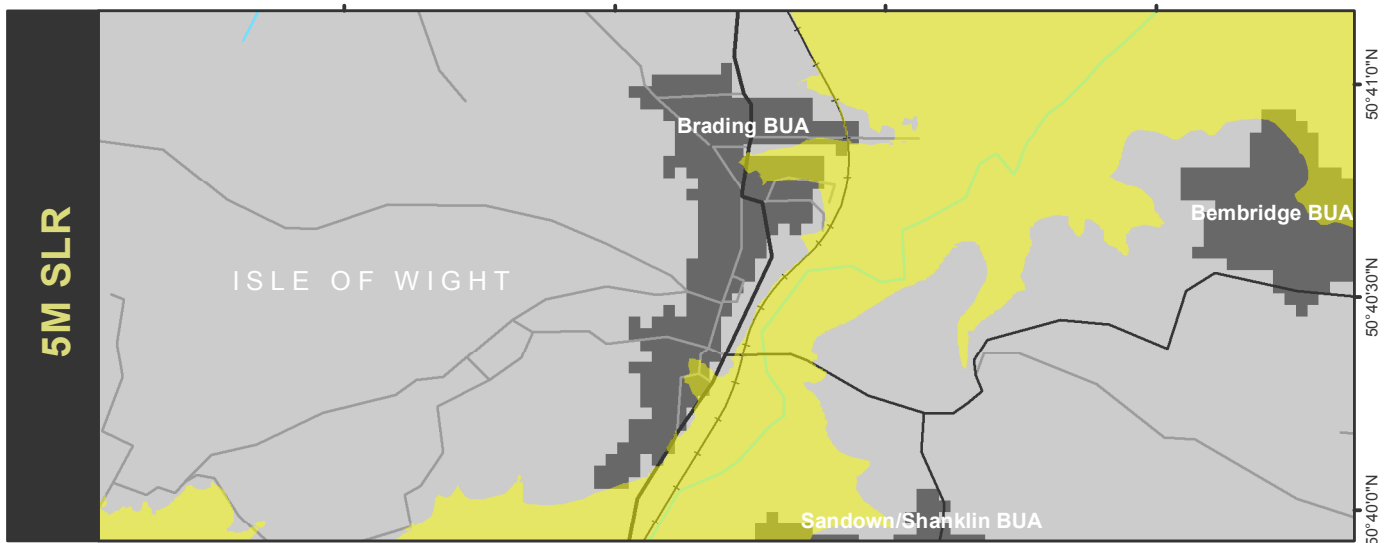 5M SLR
Brading BUA
Bembridge BUA
ISLE OF WIGHT
Sandown/Shanklin BUA
50°41'0"N
50°40'30"N
50°40'0"N